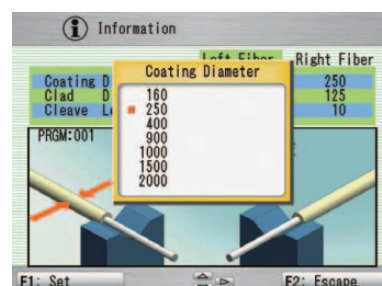 Information
Left Fiber Right Fiber
Coating D 250
Clad D 125
Cleave Le 10
Coating Diameter
160
250
400
900
1000
1500
2000
PRGM:001
F1: Set F2: Escape